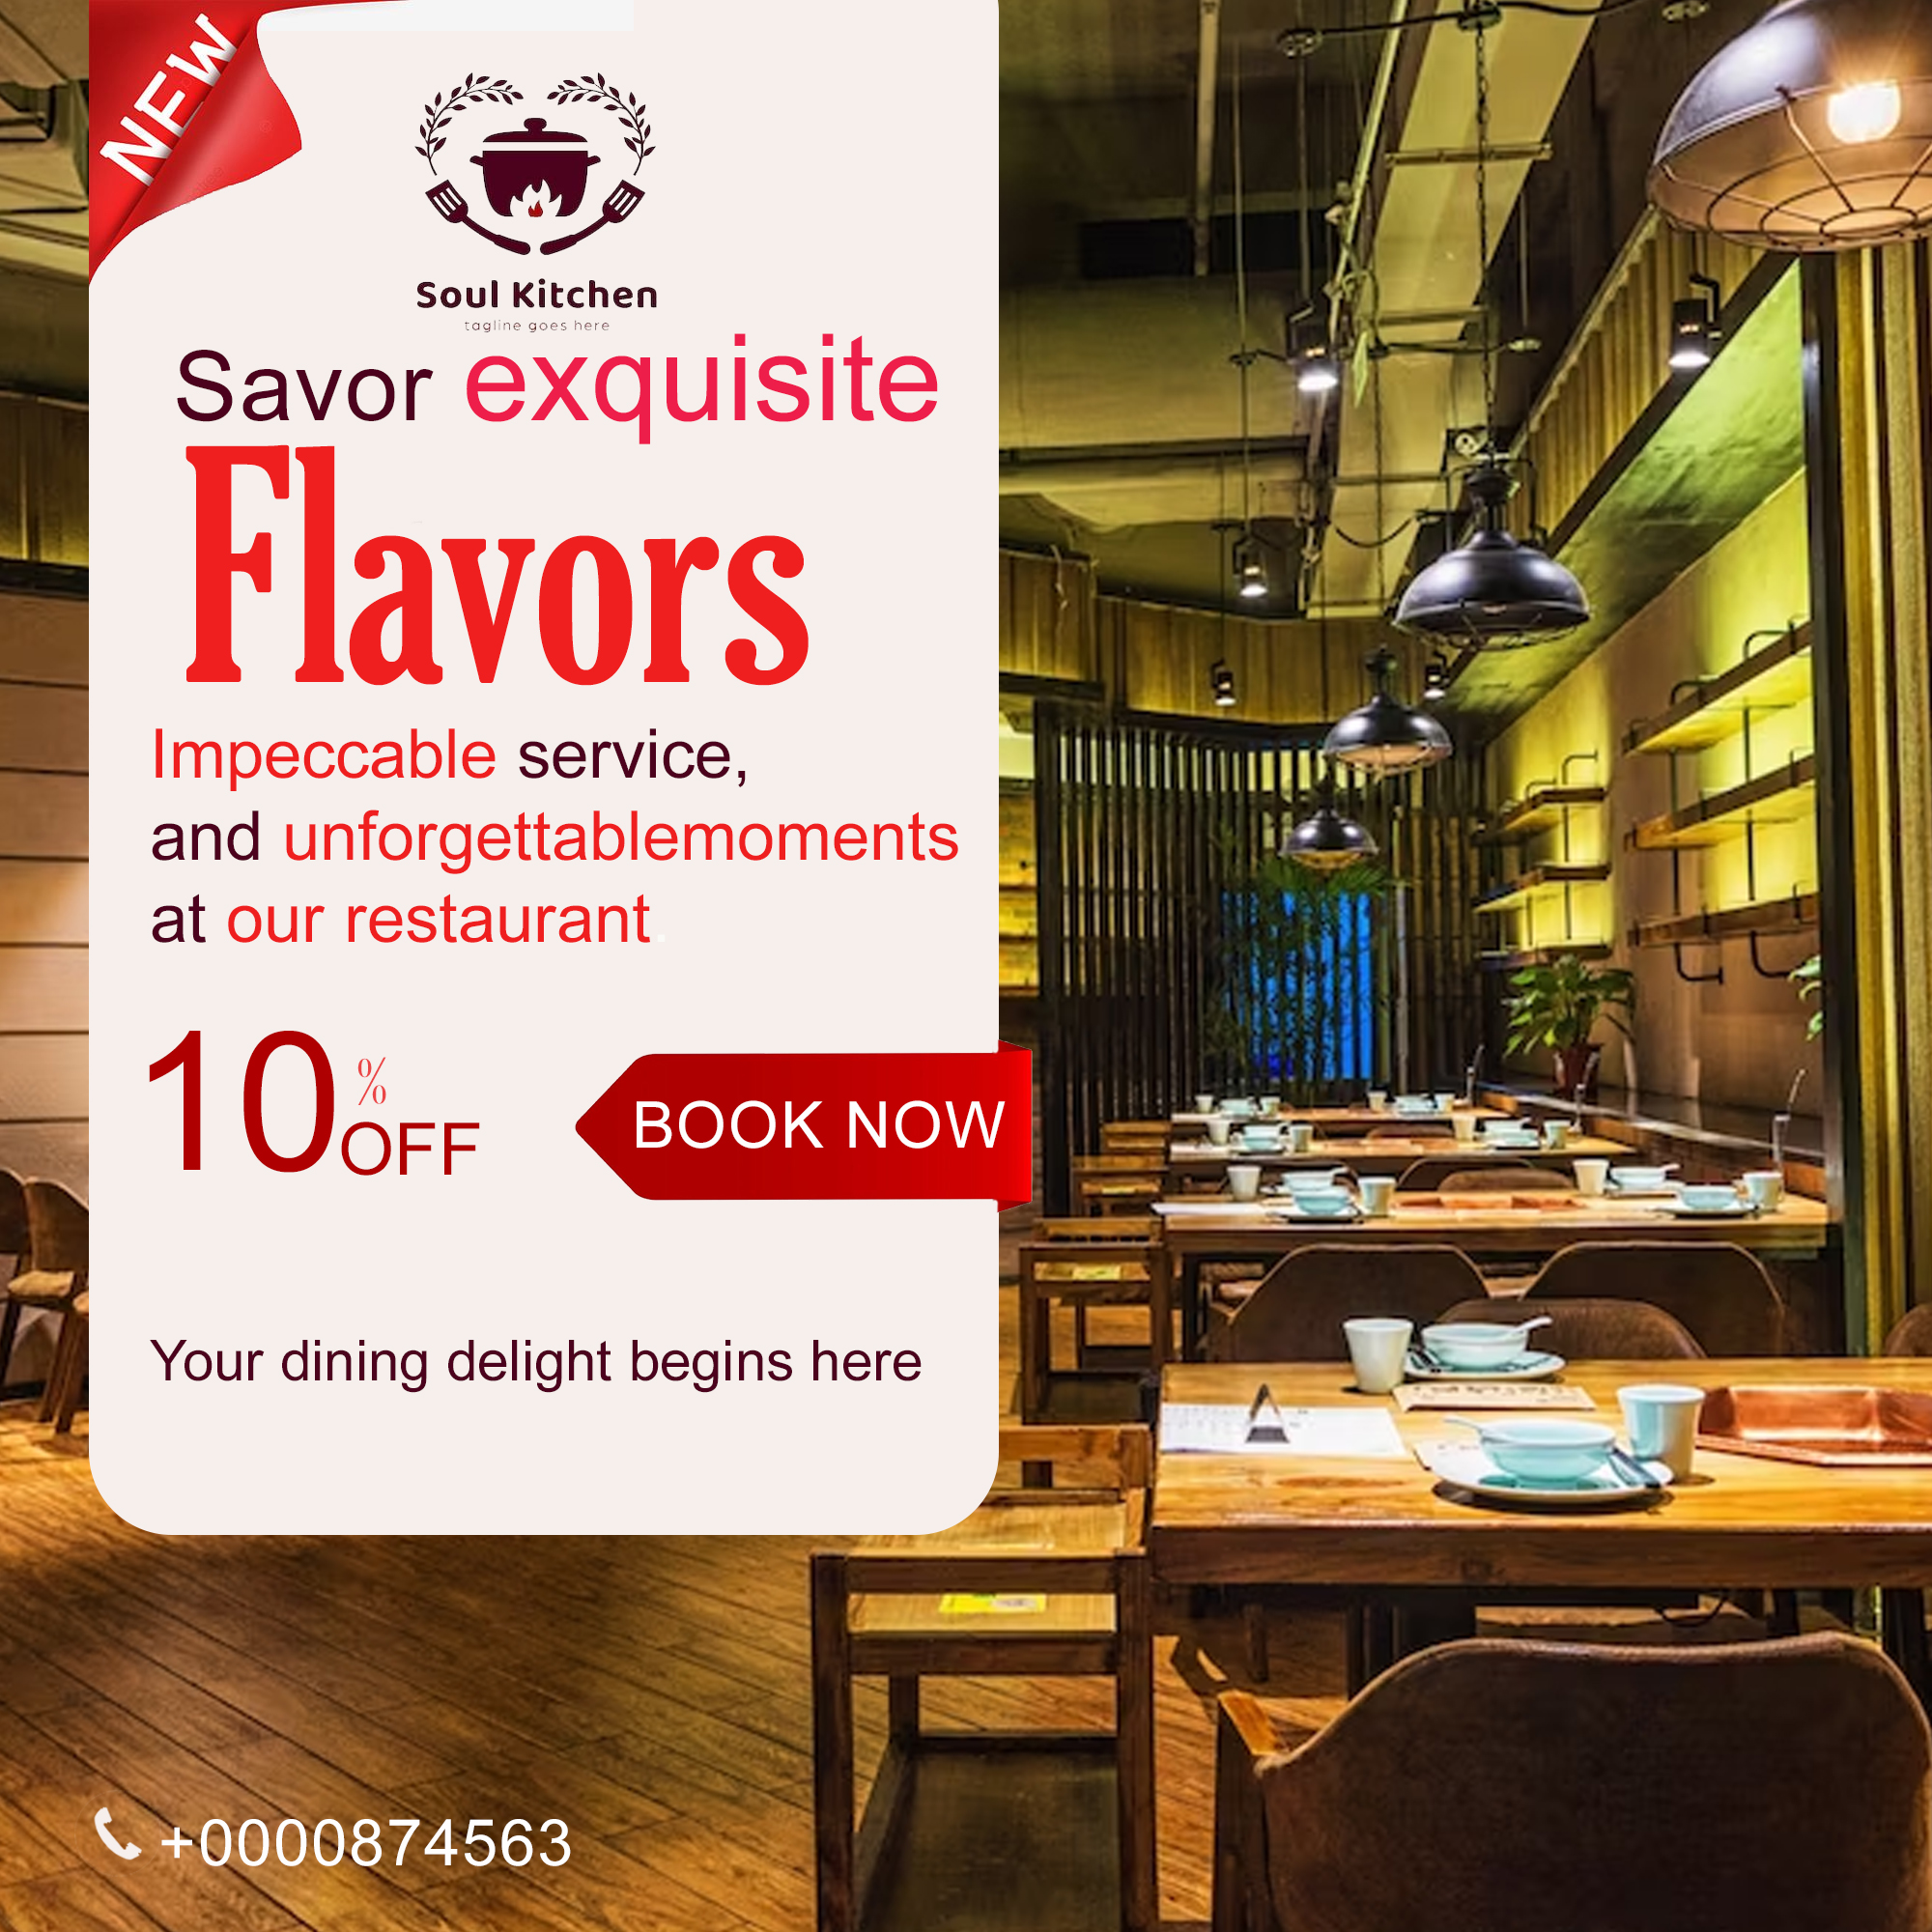 NEW
Soul Kitchen
tagline goes here
Savor exquisite
Flavors
Impeccable service,
and unforgettablemoments
at our restaurant.
10%
OFF
BOOK NOW
Your dining delight begins here
+0000874563